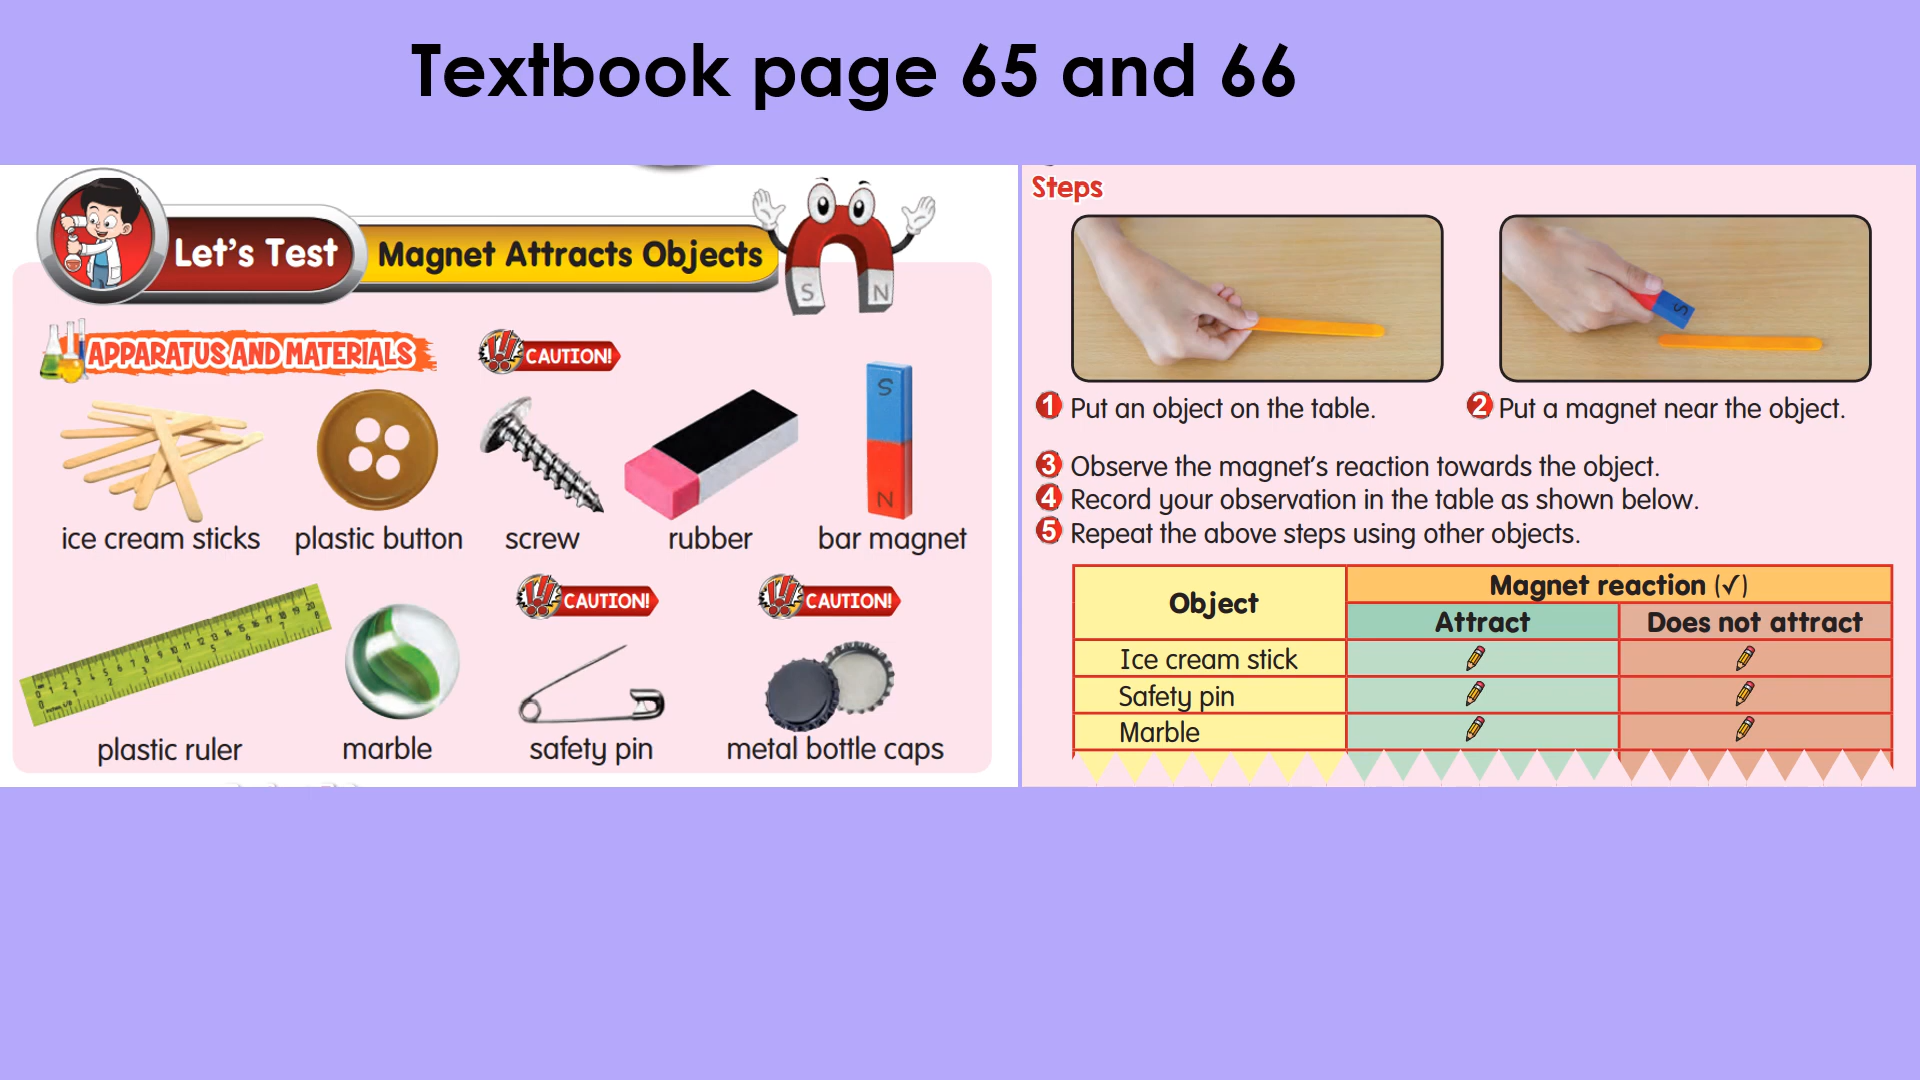 Textbook page 65 and 66
Let's Test
Magnet Attracts Objects
S N
APPARATUS AND MATERIALS
CAUTION!
S
N
ice cream sticks
plastic button
screw
rubber
bar magnet
CAUTION!
CAUTION!
plastic ruler
marble
safety pin
metal bottle caps
Steps
S
1 Put an object on the table.
2 Put a magnet near the object.
3 Observe the magnet's reaction towards the object.
4 Record your observation in the table as shown below.
5 Repeat the above steps using other objects.
Object
Magnet reaction (✓)
Attract
Does not attract
Ice cream stick
Safety pin
Marble